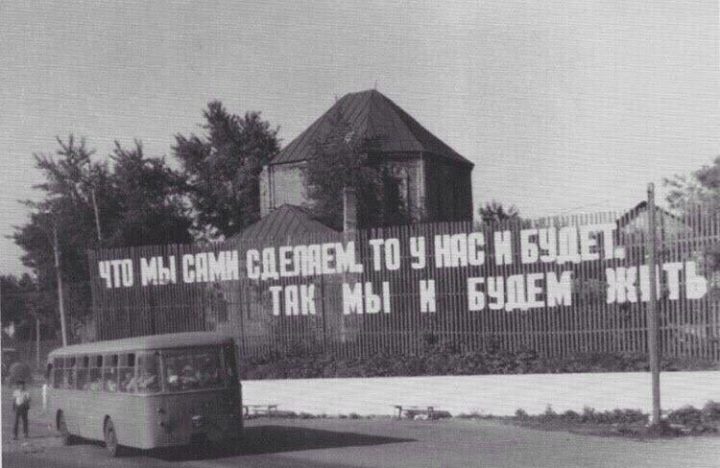 ЧТО МЫ САМИ СДЕЛАЕМ, ТО У НАС И БУДЕТ.
ТАК МЫ И БУДЕМ ЖИТЬ